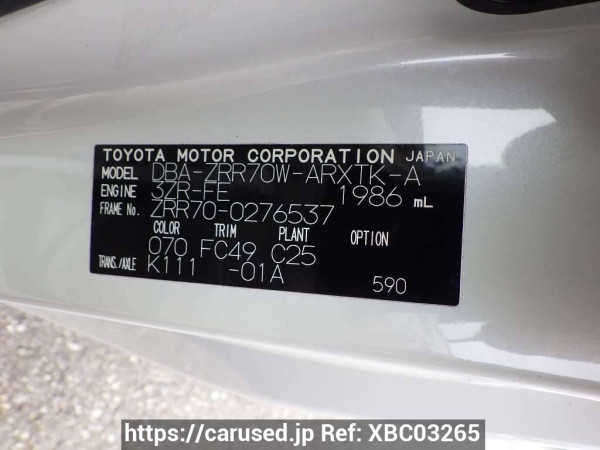 TOYOTA MOTOR CORPORATION JAPAN
MODEL DBA-ZRR70W-ARXTK-A
ENGINE 3ZR-FE 1986 mL
FRAME No. ZRR70-0276537
COLOR TRIM PLANT OPTION
070 FC49 C25
TRANS./AXLE K111 -01A
590
https://carused.jp Ref: XBC03265